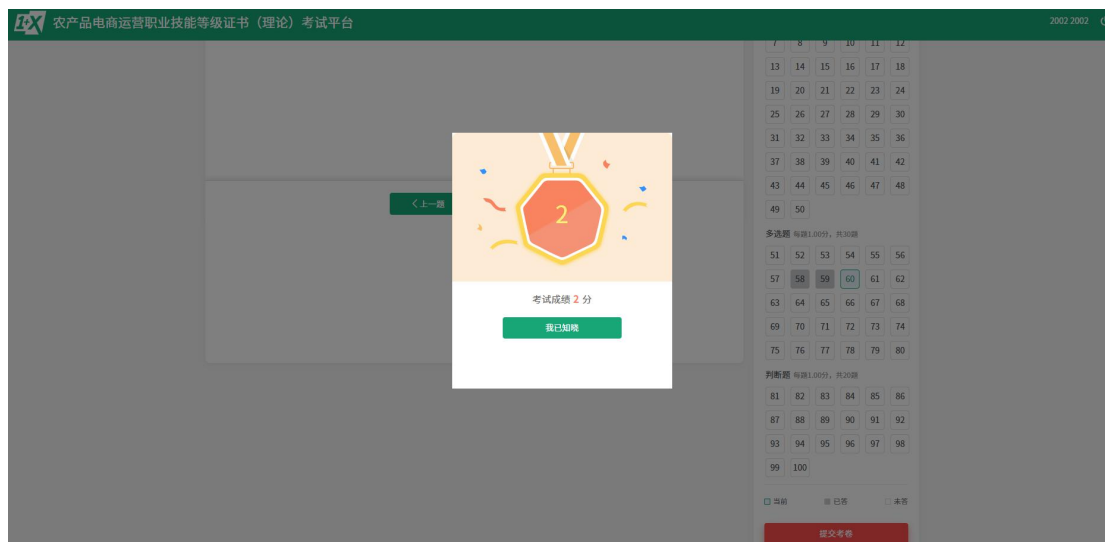 1+X 农产品电商运营职业技能等级证书（理论）考试平台 2002 2002
7 8 9 10 11 12
13 14 15 16 17 18
19 20 21 22 23 24
25 26 27 28 29 30
31 32 33 34 35 36
37 38 39 40 41 42
43 44 45 46 47 48
49 50
多选题 每题1.00分，共30题
51 52 53 54 55 56
57 58 59 60 61 62
63 64 65 66 67 68
69 70 71 72 73 74
75 76 77 78 79 80
判断题 每题1.00分，共20题
81 82 83 84 85 86
87 88 89 90 91 92
93 94 95 96 97 98
99 100
当前 已答 未答
提交考卷
上一题
2
考试成绩 2 分
我已知晓